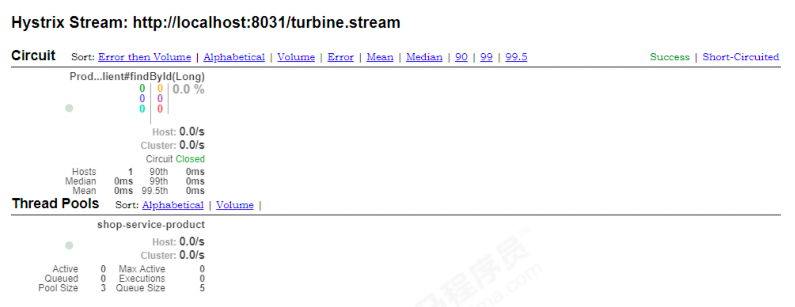 Hystrix Stream: http://localhost:8031/turbine.stream
Circuit Sort: Error then Volume | Alphabetical | Volume | Error | Mean | Median | 90 | 99 | 99.5 Success | Short-Circuited
Prod...lient#findById(Long)
0 0 0.0 %
0 0
0 0
Host: 0.0/s
Cluster: 0.0/s
Circuit Closed
Hosts 1 90th 0ms
Median 0ms 99th 0ms
Mean 0ms 99.5th 0ms
Thread Pools Sort: Alphabetical | Volume |
shop-service-product
Host: 0.0/s
Cluster: 0.0/s
Active 0 Max Active 0
Queued 0 Executions 0
Pool Size 3 Queue Size 5
马程序员